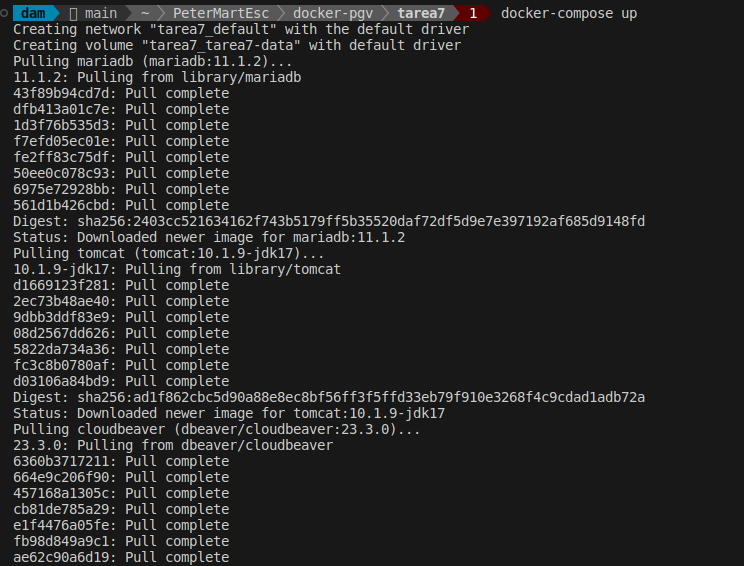 dam main ~ PeterMartEsc docker-pgv tarea7 1 docker-compose up
Creating network "tarea7_default" with the default driver
Creating volume "tarea7_tarea7-data" with default driver
Pulling mariadb (mariadb:11.1.2)...
11.1.2: Pulling from library/mariadb
43f89b94cd7d: Pull complete
dfb413a01c7e: Pull complete
1d3f76b535d3: Pull complete
f7efd05ec01e: Pull complete
fe2ff83c75df: Pull complete
50ee0c078c93: Pull complete
6975e72928bb: Pull complete
561d1b426cbd: Pull complete
Digest: sha256:2403cc521634162f743b5179ff5b35520daf72df5d9e7e397192af685d9148fd
Status: Downloaded newer image for mariadb:11.1.2
Pulling tomcat (tomcat:10.1.9-jdk17)...
10.1.9-jdk17: Pulling from library/tomcat
d1669123f281: Pull complete
2ec73b48ae40: Pull complete
9dbb3ddf83e9: Pull complete
08d2567dd626: Pull complete
5822da734a36: Pull complete
fc3c8b0780af: Pull complete
d03106a84bd9: Pull complete
Digest: sha256:ad1f862cbc5d90a88e8ec8bf56ff3f5ffd33eb79f910e3268f4c9cdad1adb72a
Status: Downloaded newer image for tomcat:10.1.9-jdk17
Pulling cloudbeaver (dbeaver/cloudbeaver:23.3.0)...
23.3.0: Pulling from dbeaver/cloudbeaver
6360b3717211: Pull complete
664e9c206f90: Pull complete
457168a1305c: Pull complete
cb81de785a29: Pull complete
e1f4476a05fe: Pull complete
fb98d849a9c1: Pull complete
ae62c90a6d19: Pull complete